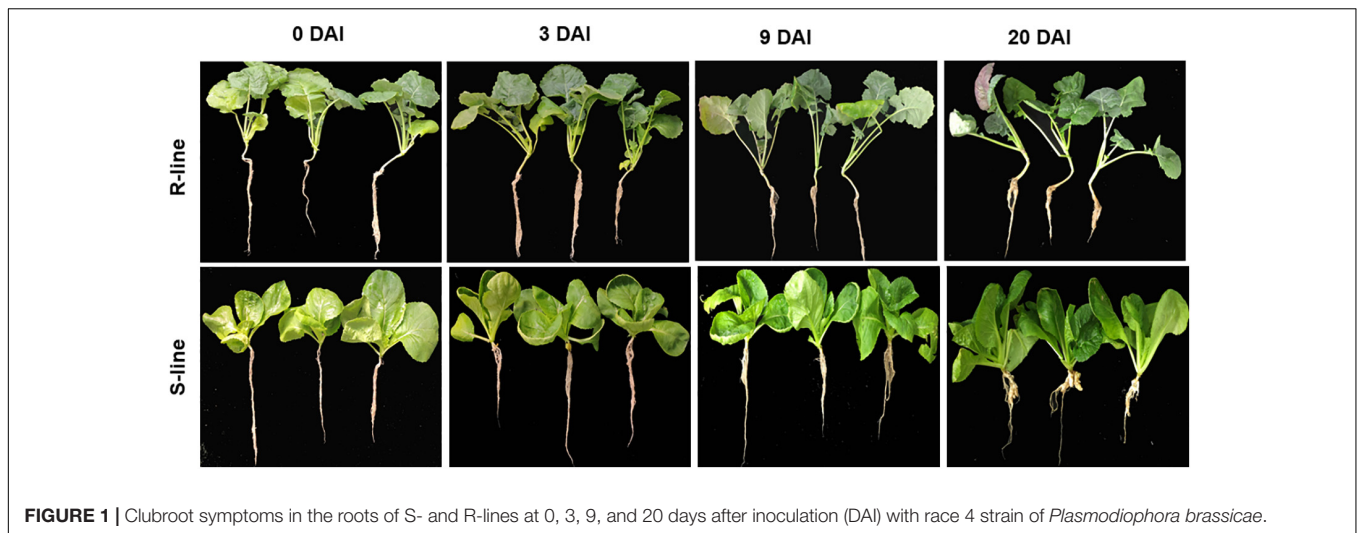 0 DAI 3 DAI 9 DAI 20 DAI
R-line
S-line
FIGURE 1 | Clubroot symptoms in the roots of S- and R-lines at 0, 3, 9, and 20 days after inoculation (DAI) with race 4 strain of Plasmodiophora brassicae.